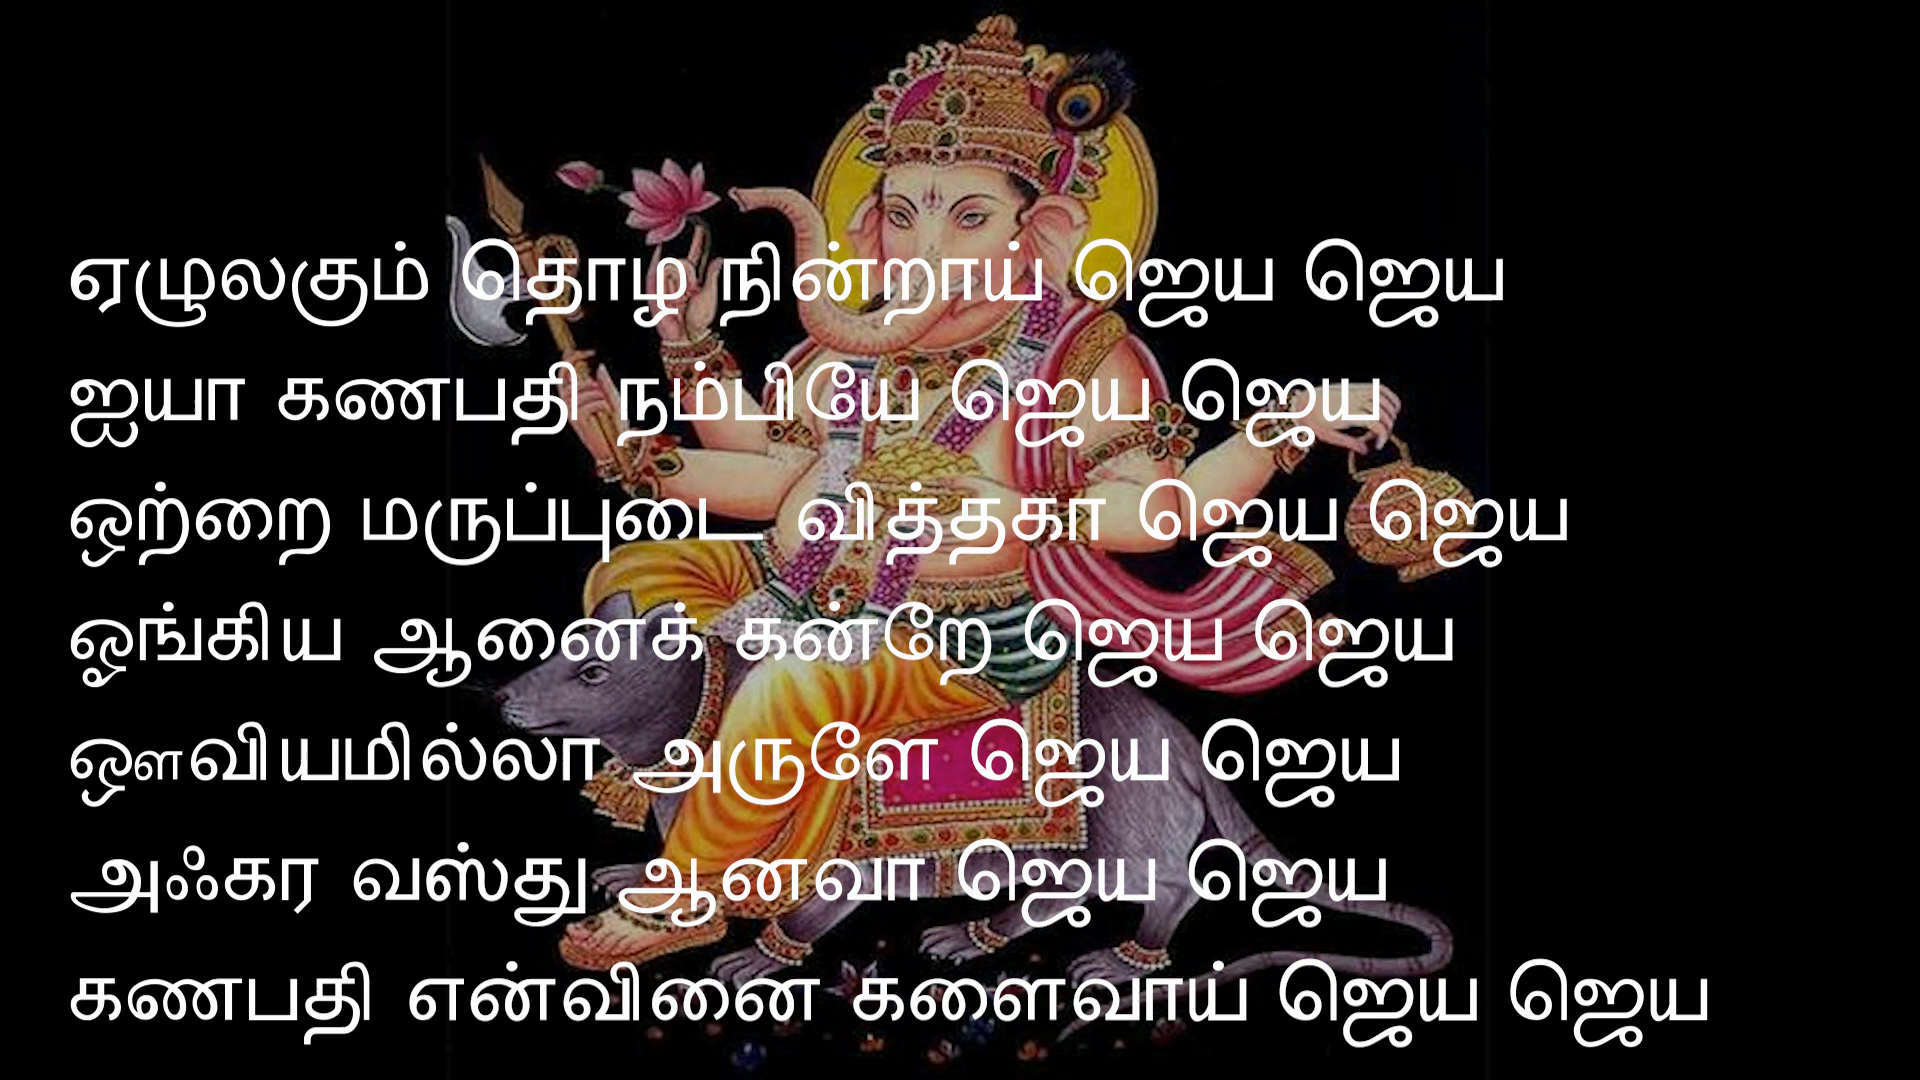 ஏழுலகும் தொழ நின்றாய் ஜெய ஜெய
ஐயா கணபதி நம்பியே ஜெய ஜெய
ஒற்றை மருப்புடை வித்தகா ஜெய ஜெய
ஓங்கிய ஆனைக் கன்றே ஜெய ஜெய
ஔவியமில்லா அருளே ஜெய ஜெய
அஃகர வஸ்து ஆனவா ஜெய ஜெய
கணபதி என்வினை களைவாய் ஜெய ஜெய